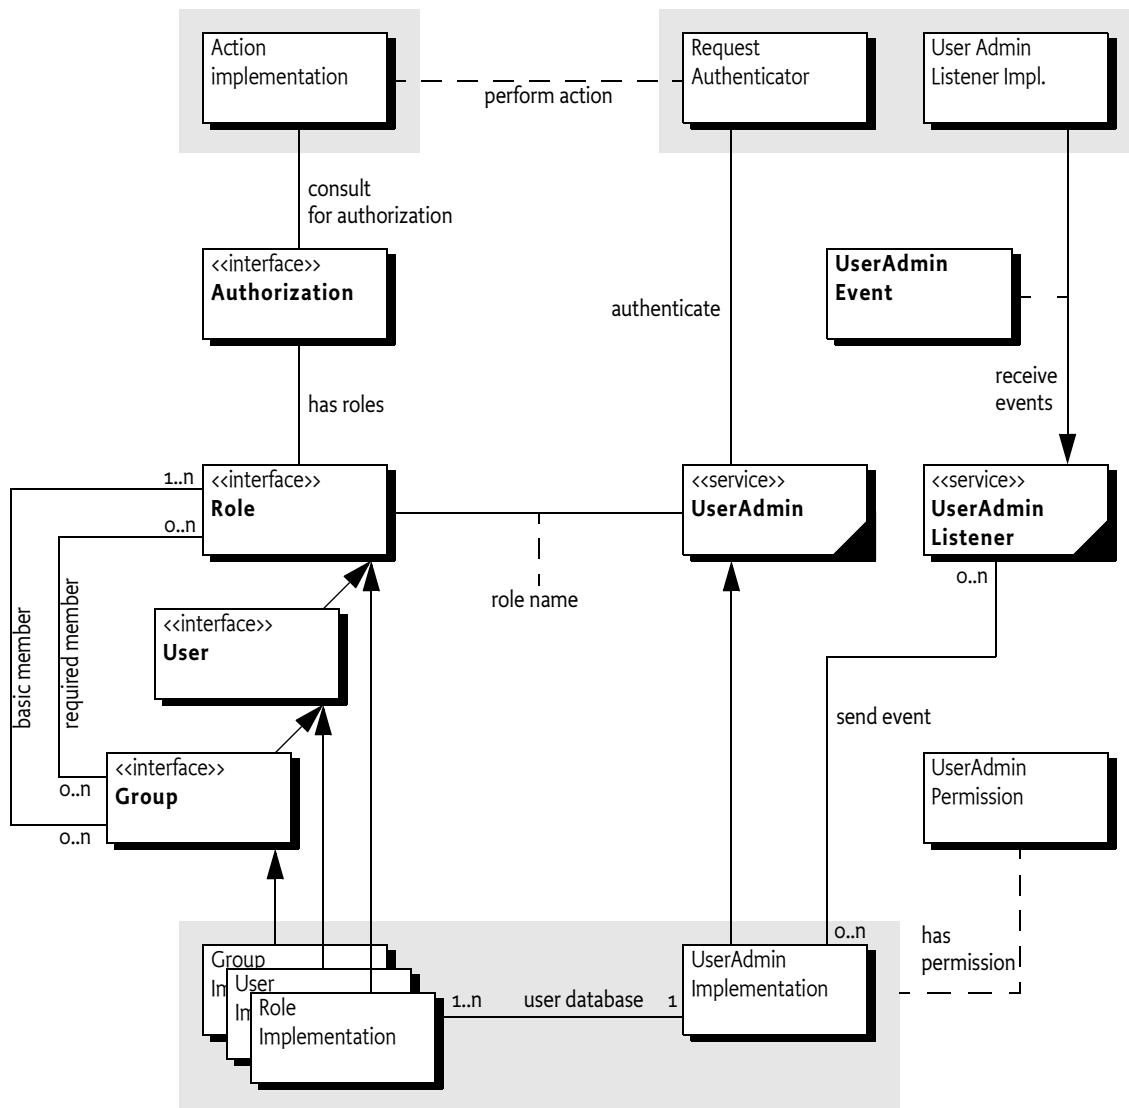 Action
implementation
Request
Authenticator
User Admin
Listener Impl.
perform action
consult
for authorization
<<interface>>
Authorization
UserAdmin
Event
authenticate
receive
events
has roles
1..n
<<interface>>
Role
0..n
<<service>>
UserAdmin
<<service>>
UserAdmin
Listener
0..n
role name
basic member
required member
<<interface>>
User
send event
<<interface>>
Group
0..n
0..n
UserAdmin
Permission
0..n
has
permission
Group
Im
User
Im
Role
Implementation
1..n
user database
1
UserAdmin
Implementation